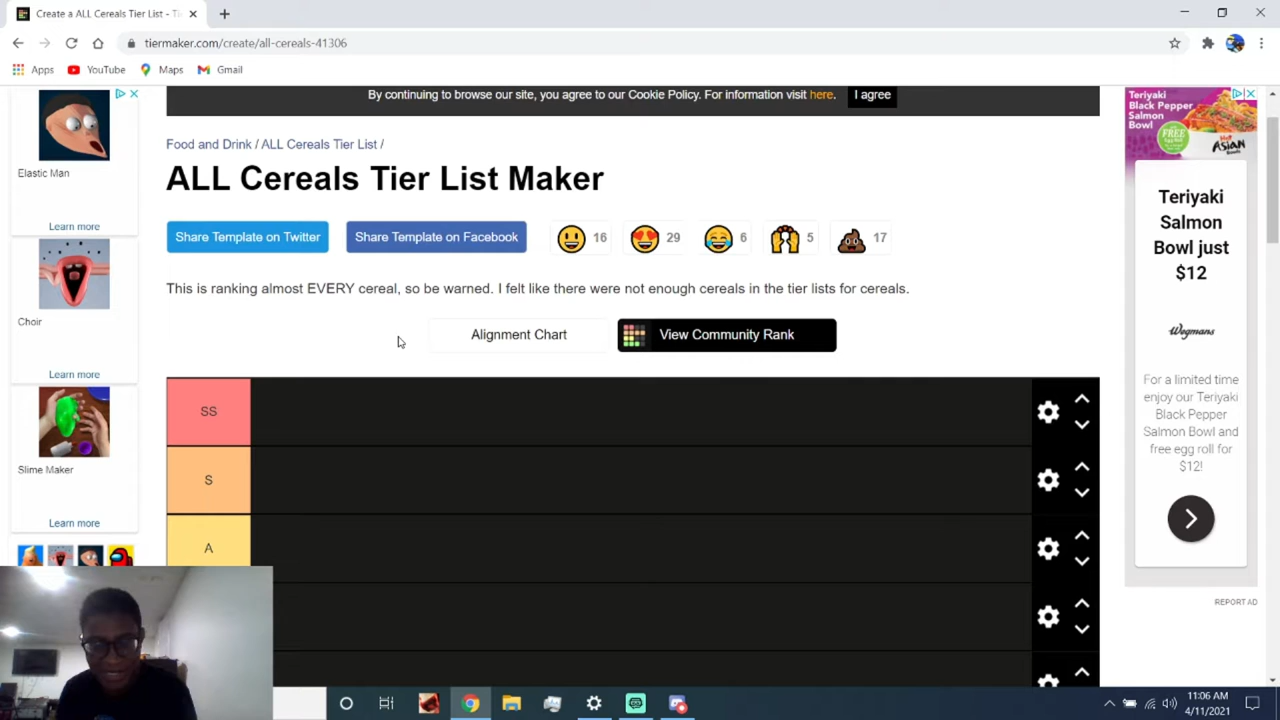 Create a ALL Cereals Tier List - Ti
tiermaker.com/create/all-cereals-41306
Apps
YouTube
Maps
Gmail
By continuing to browse our site, you agree to our Cookie Policy. For information visit here.
I agree
Food and Drink / ALL Cereals Tier List /
ALL Cereals Tier List Maker
Share Template on Twitter
Share Template on Facebook
16
29
6
5
17
This is ranking almost EVERY cereal, so be warned. I felt like there were not enough cereals in the tier lists for cereals.
Alignment Chart
View Community Rank
SS
S
A
Elastic Man
Learn more
Choir
Learn more
Slime Maker
Learn more
Teriyaki
Black Pepper
Salmon
Bowl
FREE
Egg Roll
Hot
ASIAN
Teriyaki
Salmon
Bowl just
$12
Wegmans
For a limited time
enjoy our Teriyaki
Black Pepper
Salmon Bowl and
free egg roll for
$12!
REPORT AD
11:06 AM
4/11/2021